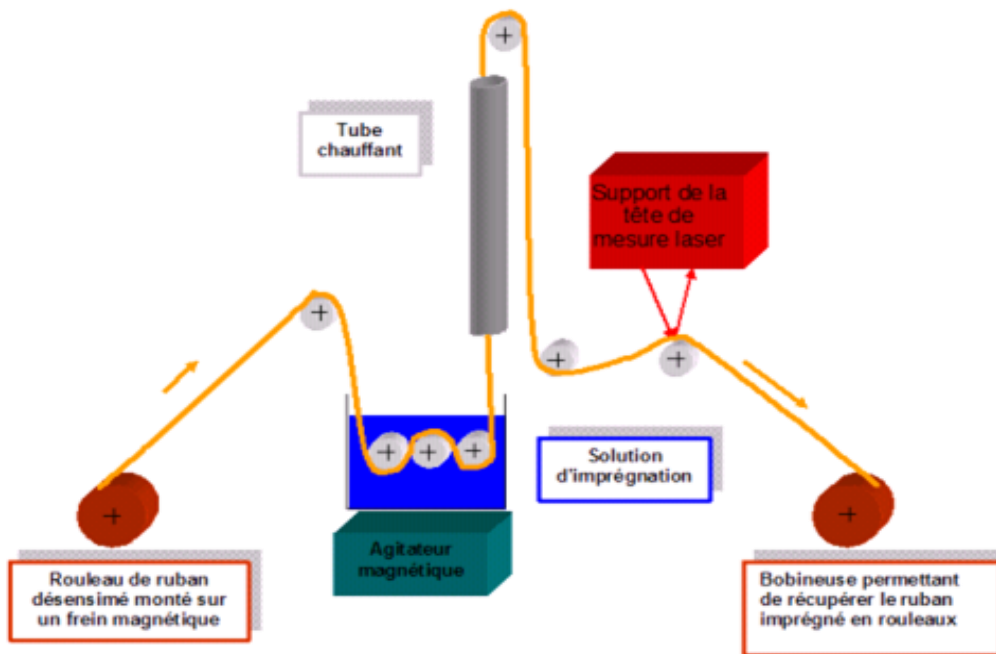 Tube
chauffant
Support de la
tête de
mesure laser
Solution
d'imprégnation
Agitateur
magnétique
Rouleau de ruban
désensimé monté sur
un frein magnétique
Bobineuse permettant
de récupérer le ruban
imprégné en rouleaux